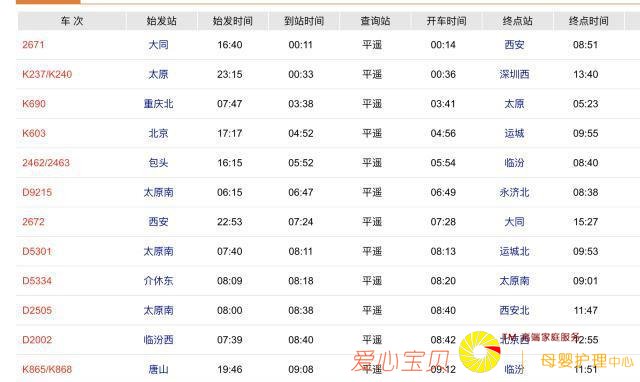 车 次 始发站 始发时间 到站时间 查询站 开车时间 终点站 终点时间
2671 大同 16:40 00:11 平遥 00:14 西安 08:51
K237/K240 太原 23:15 00:33 平遥 00:36 深圳西 13:40
K690 重庆北 07:47 03:38 平遥 03:41 太原 05:23
K603 北京 17:17 04:52 平遥 04:56 运城 09:55
2462/2463 包头 16:15 05:52 平遥 05:54 临汾 08:40
D9215 太原南 06:15 06:47 平遥 06:49 永济北 08:38
2672 西安 22:53 07:24 平遥 07:28 大同 15:27
D5301 太原南 07:40 08:11 平遥 08:13 运城北 09:53
D5334 介休东 08:09 08:18 平遥 08:20 太原南 09:01
D2505 太原南 08:00 08:38 平遥 08:40 西安北 11:47
D2002 临汾西 07:39 08:40 平遥 08:42 北京西 12:55
K865/K868 唐山 19:46 09:08 平遥 09:12 临汾 11:51
高端家庭服务
爱心宝贝 母婴护理中心